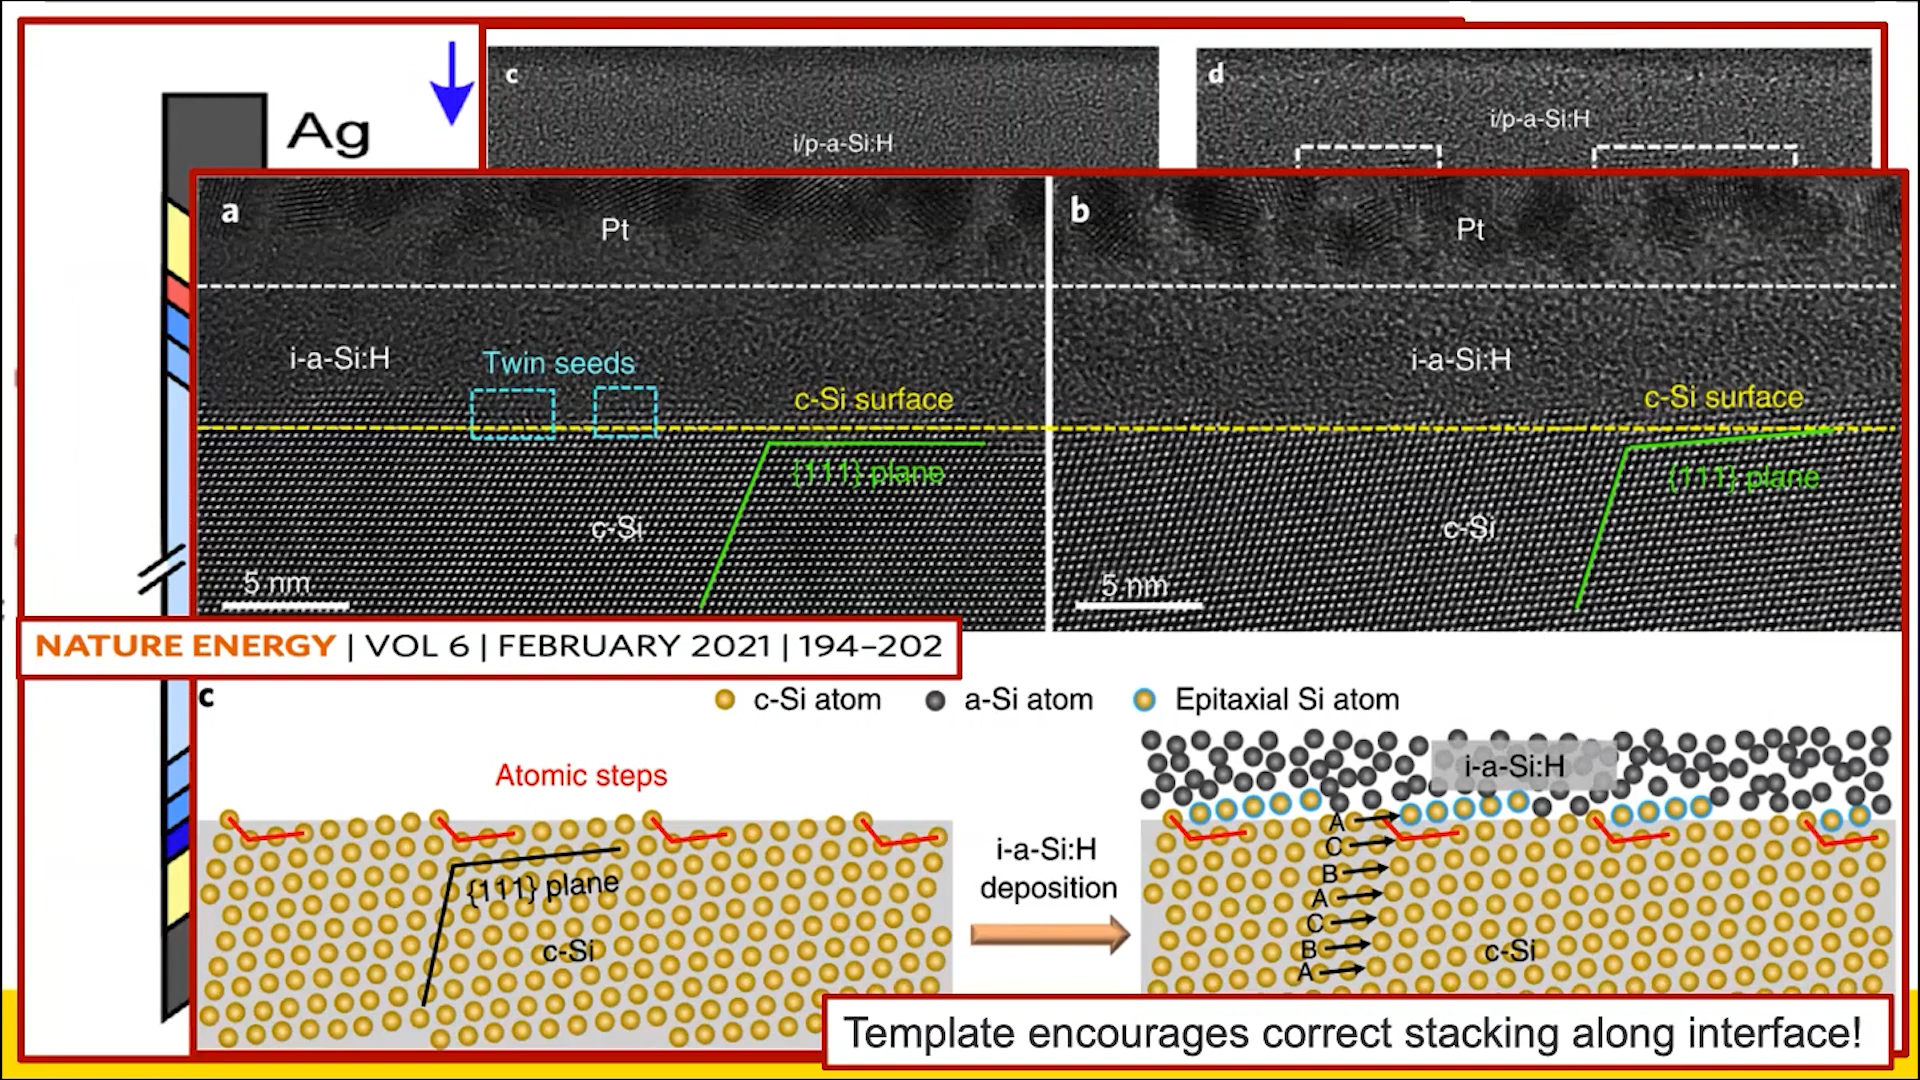 Ag
c
i/p-a-Si:H
d
i/p-a-Si:H
a
Pt
i-a-Si:H
Twin seeds
c-Si surface
{111} plane
c-Si
5 nm
b
Pt
i-a-Si:H
c-Si surface
{111} plane
c-Si
5 nm
NATURE ENERGY | VOL 6 | FEBRUARY 2021 | 194–202
c
c-Si atom
a-Si atom
Epitaxial Si atom
Atomic steps
{111} plane
c-Si
i-a-Si:H
deposition
i-a-Si:H
A
C
B
A
C
B
A
c-Si
Template encourages correct stacking along interface!